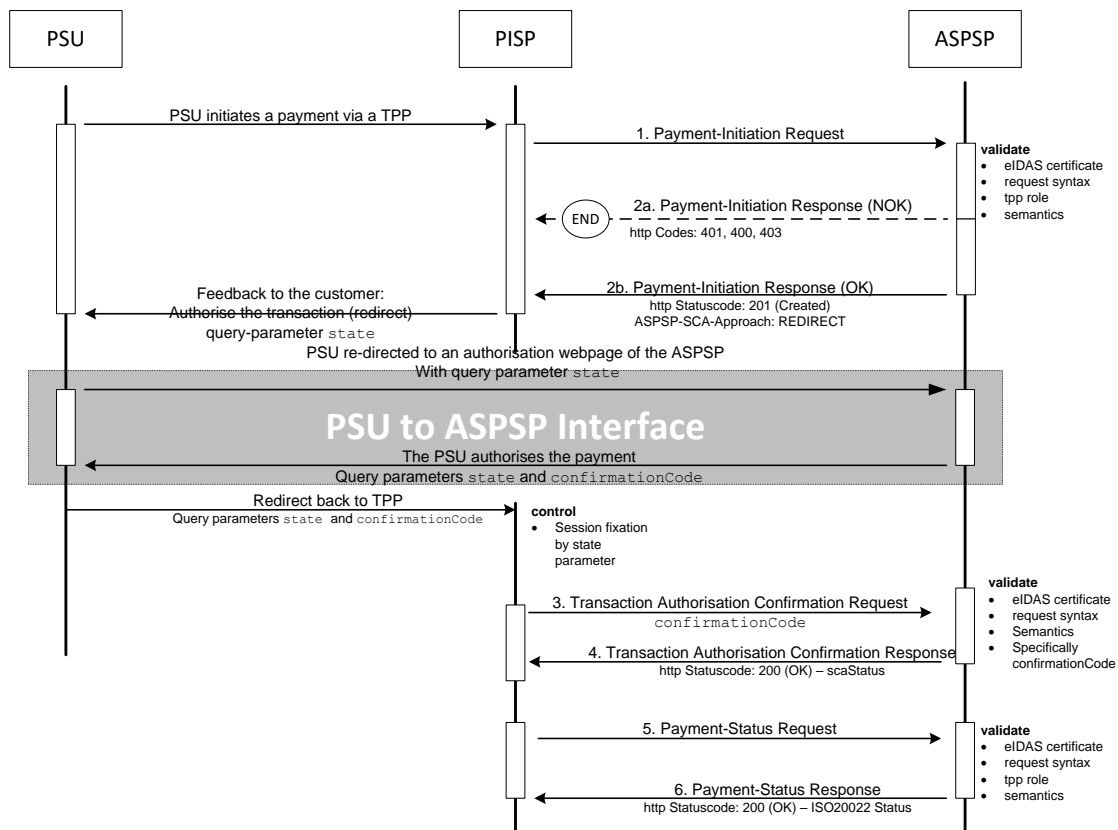 PSU
PISP
ASPSP
PSU initiates a payment via a TPP
1. Payment-Initiation Request
validate
• eIDAS certificate
• request syntax
• tpp role
• semantics
END
2a. Payment-Initiation Response (NOK)
http Codes: 401, 400, 403
2b. Payment-Initiation Response (OK)
http Statuscode: 201 (Created)
ASPSP-SCA-Approach: REDIRECT
Feedback to the customer:
Authorise the transaction (redirect)
query-parameter state
PSU re-directed to an authorisation webpage of the ASPSP
With query parameter state
PSU to ASPSP Interface
The PSU authorises the payment
Query parameters state and confirmationCode
Redirect back to TPP
Query parameters state and confirmationCode
control
• Session fixation
by state
parameter
3. Transaction Authorisation Confirmation Request
confirmationCode
validate
• eIDAS certificate
• request syntax
• Semantics
• Specifically
confirmationCode
4. Transaction Authorisation Confirmation Response
http Statuscode: 200 (OK) – scaStatus
5. Payment-Status Request
validate
• eIDAS certificate
• request syntax
• tpp role
• semantics
6. Payment-Status Response
http Statuscode: 200 (OK) – ISO20022 Status